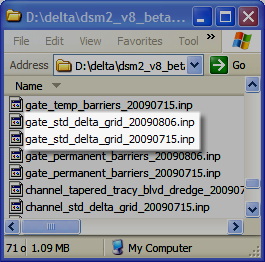 D:\delta\dsm2_v8_beta
File Edit View Favorites Tools
Address D:\delta\dsm2_v8_beta Go
Name
gate_temp_barriers_20090715.inp
gate_std_delta_grid_20090806.inp
gate_std_delta_grid_20090715.inp
gate_permanent_barriers_20090806.inp
gate_permanent_barriers_20090715.inp
channel_tapered_tracy_blvd_dredge_200907
channel_std_delta_grid_20090715.inp
71 o 1.09 MB My Computer